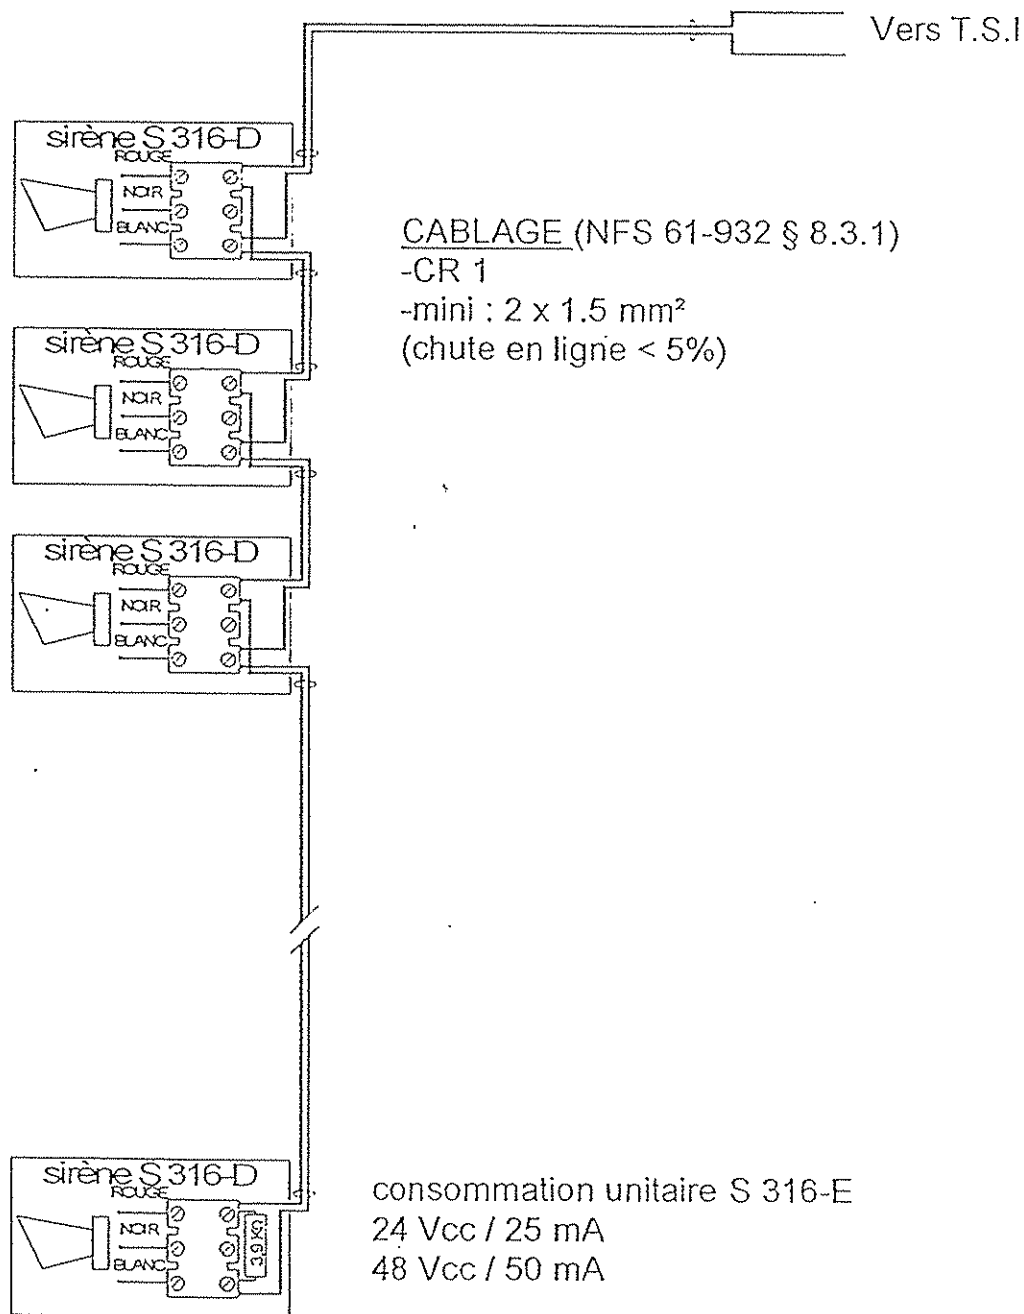 Vers T.S.I
sirène S 316-D
ROUGE
NOIR
BLANC
CABLAGE (NFS 61-932 § 8.3.1)
-CR 1
-mini : 2 x 1.5 mm²
(chute en ligne < 5%)
sirène S 316-D
ROUGE
NOIR
BLANC
sirène S 316-D
ROUGE
NOIR
BLANC
sirène S 316-D
ROUGE
NOIR
BLANC
3.9 KΩ
consommation unitaire S 316-E
24 Vcc / 25 mA
48 Vcc / 50 mA